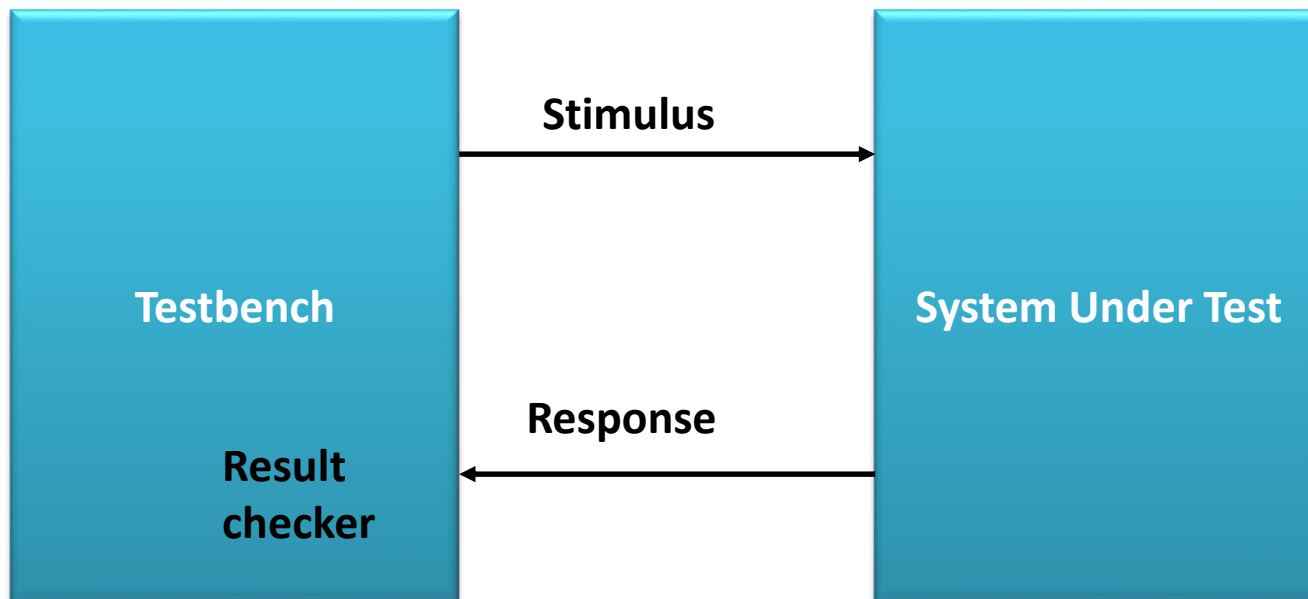 Stimulus
Testbench
System Under Test
Response
Result
checker